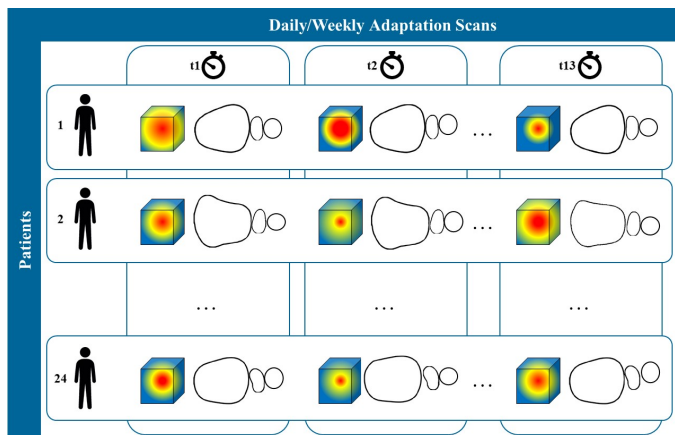 Daily/Weekly Adaptation Scans
t1 t2 t13
Patients
1
...
2
...
... ... ...
24
...